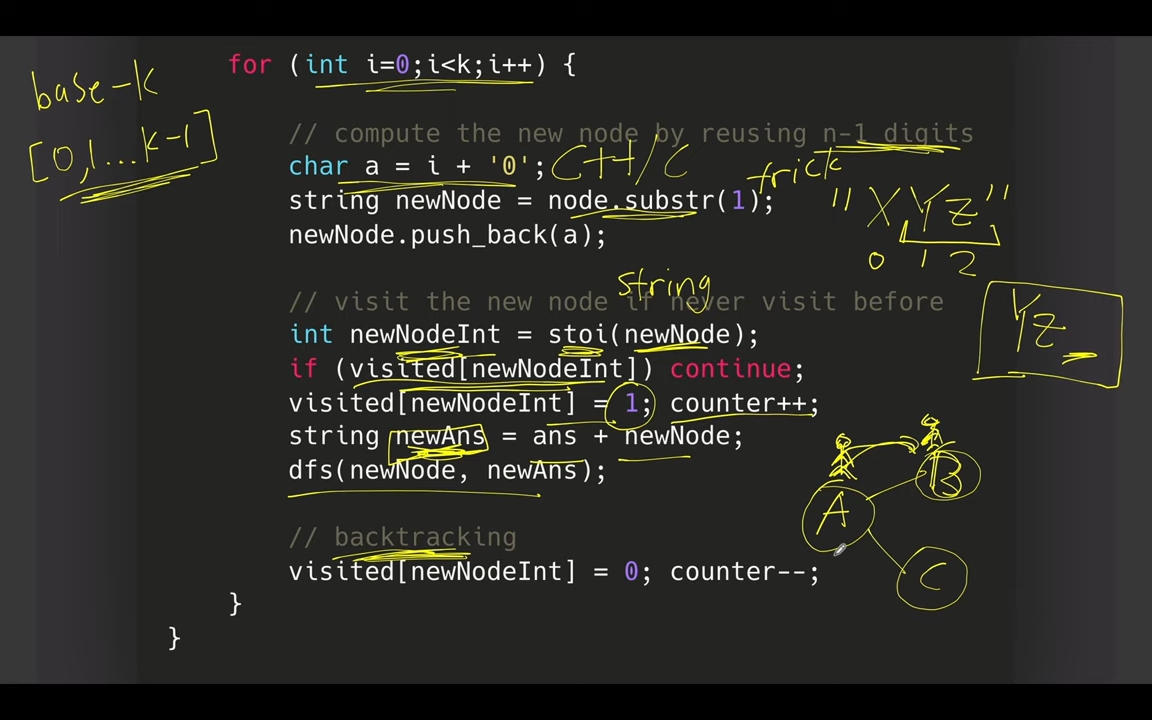 for (int i=0;i<k;i++) {
base-k
[0,1...k-1]
// compute the new node by reusing n-1 digits
char a = i + '0';
C++/C
trick
string newNode = node.substr(1);
"XYZ"
newNode.push_back(a);
0 1 2
string
// visit the new node if never visit before
YZ_
int newNodeInt = stoi(newNode);
if (visited[newNodeInt]) continue;
visited[newNodeInt] = 1; counter++;
string newAns = ans + newNode;
dfs(newNode, newAns);
B
A
// backtracking
visited[newNodeInt] = 0; counter--;
C
}
}